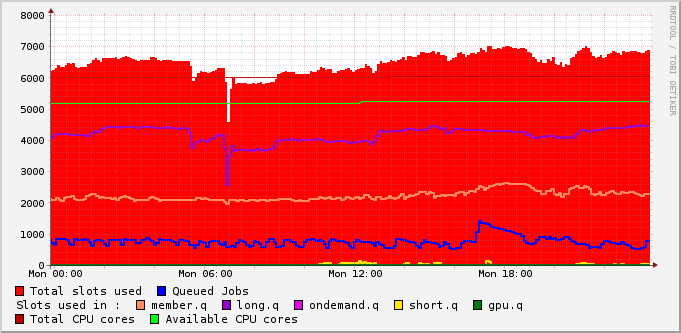 8000
7000
6000
5000
4000
3000
2000
1000
0
Mon 00:00 Mon 06:00 Mon 12:00 Mon 18:00
Total slots used Queued Jobs
Slots used in : member.q long.q ondemand.q short.q gpu.q
Total CPU cores Available CPU cores
RRDTOOL / TOBI OETIKER